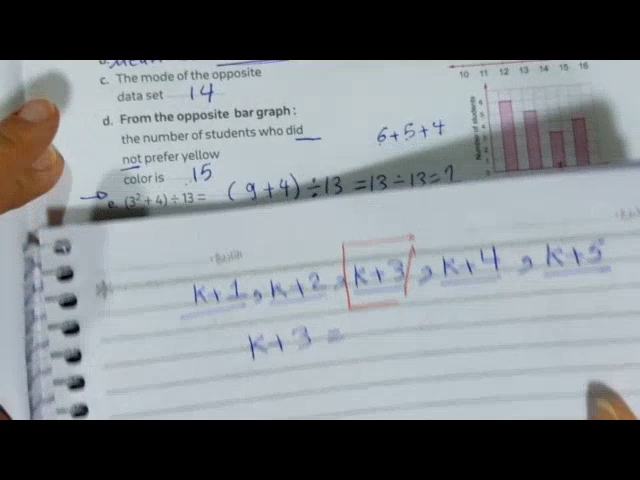 c. The mode of the opposite
data set 14
10 11 12 13 14 15 16
d. From the opposite bar graph:
the number of students who did
not prefer yellow
color is 15
6+5+4
Number of students
e. (3² + 4) ÷ 13 = (9+4) ÷13 =13 ÷13=1
K+1, K+2, K+3, K+4, K+5
K+3 =